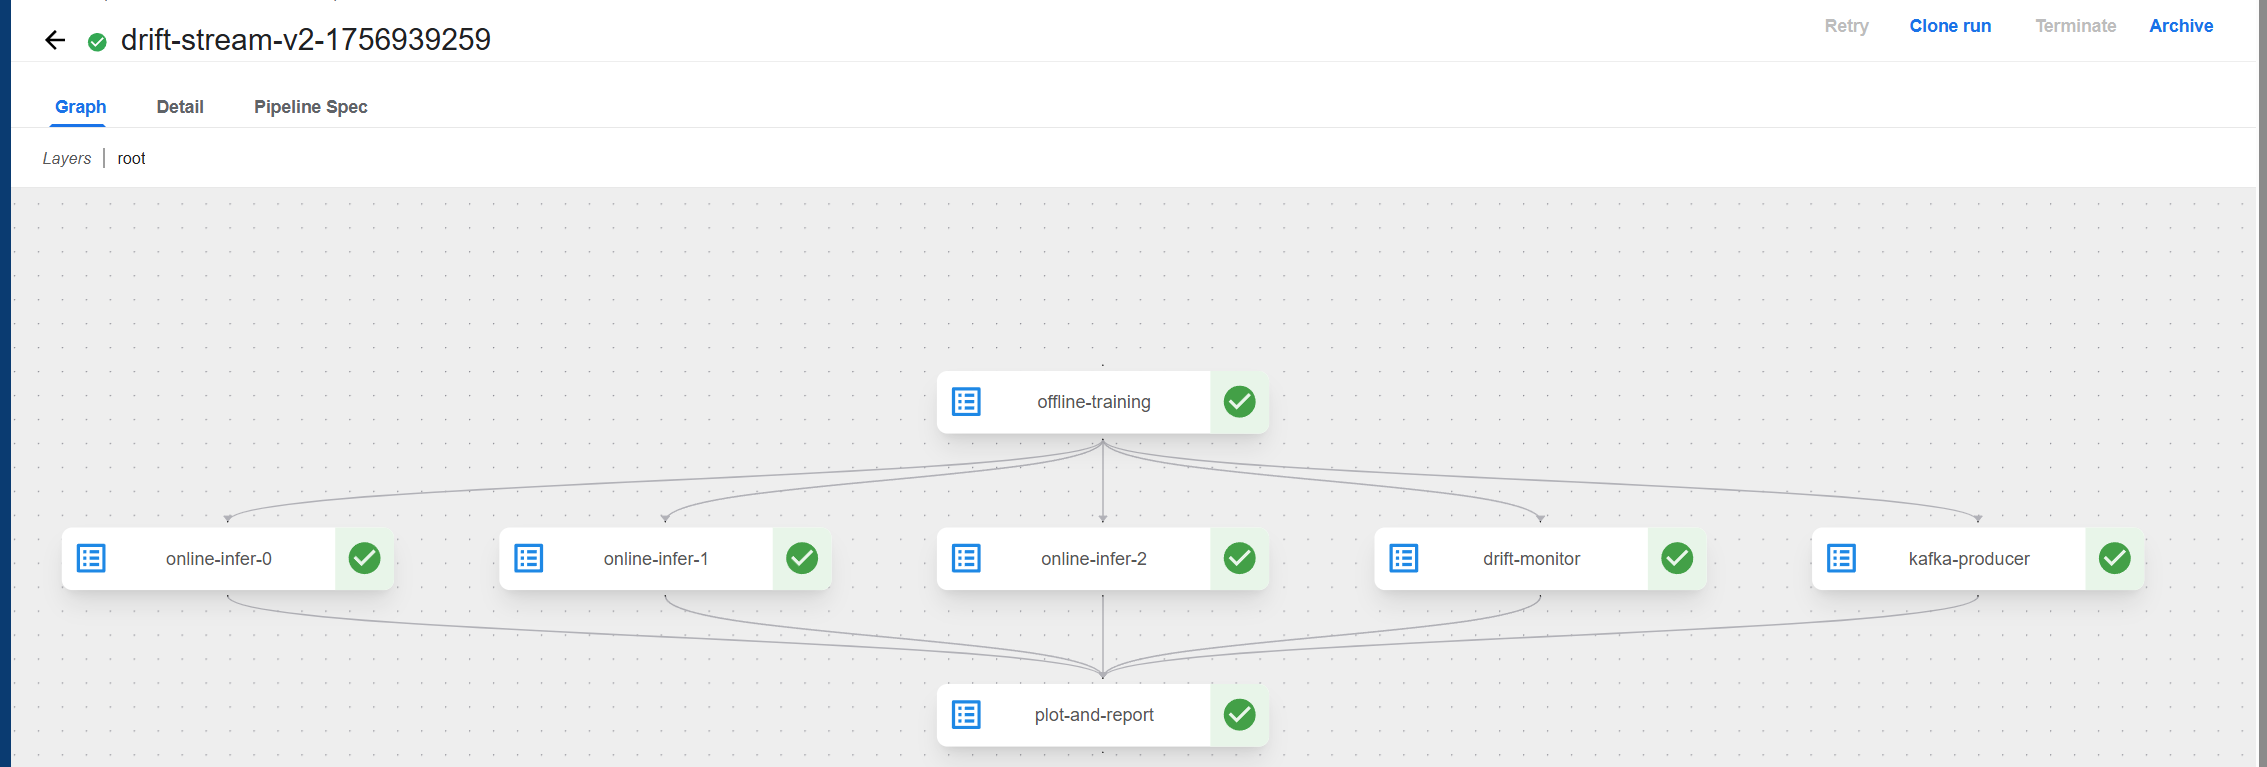 drift-stream-v2-1756939259
Retry Clone run Terminate Archive
Graph Detail Pipeline Spec
Layers root
offline-training
online-infer-0 online-infer-1 online-infer-2 drift-monitor kafka-producer
plot-and-report